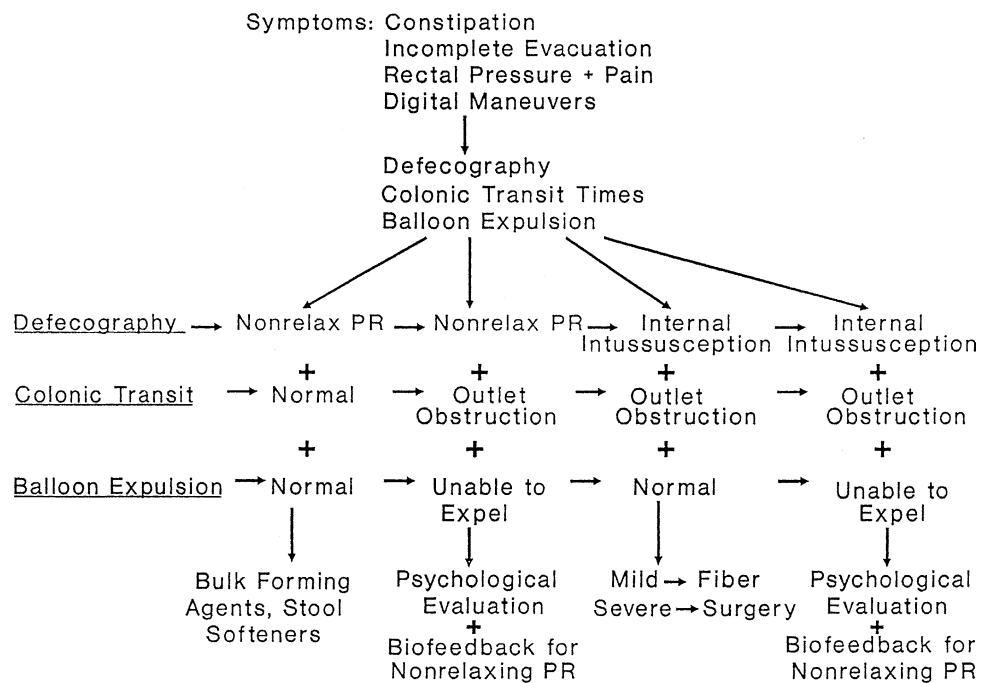 Symptoms: Constipation
Incomplete Evacuation
Rectal Pressure + Pain
Digital Maneuvers
Defecography
Colonic Transit Times
Balloon Expulsion
Defecography → Nonrelax PR → Nonrelax PR → Internal Intussusception → Internal Intussusception
+ + + +
Colonic Transit → Normal → Outlet Obstruction → Outlet Obstruction → Outlet Obstruction
+ + + +
Balloon Expulsion → Normal → Unable to Expel → Normal → Unable to Expel
Bulk Forming
Agents, Stool
Softeners
Psychological
Evaluation
+
Biofeedback for
Nonrelaxing PR
Mild → Fiber
Severe → Surgery
Psychological
Evaluation
+
Biofeedback for
Nonrelaxing PR